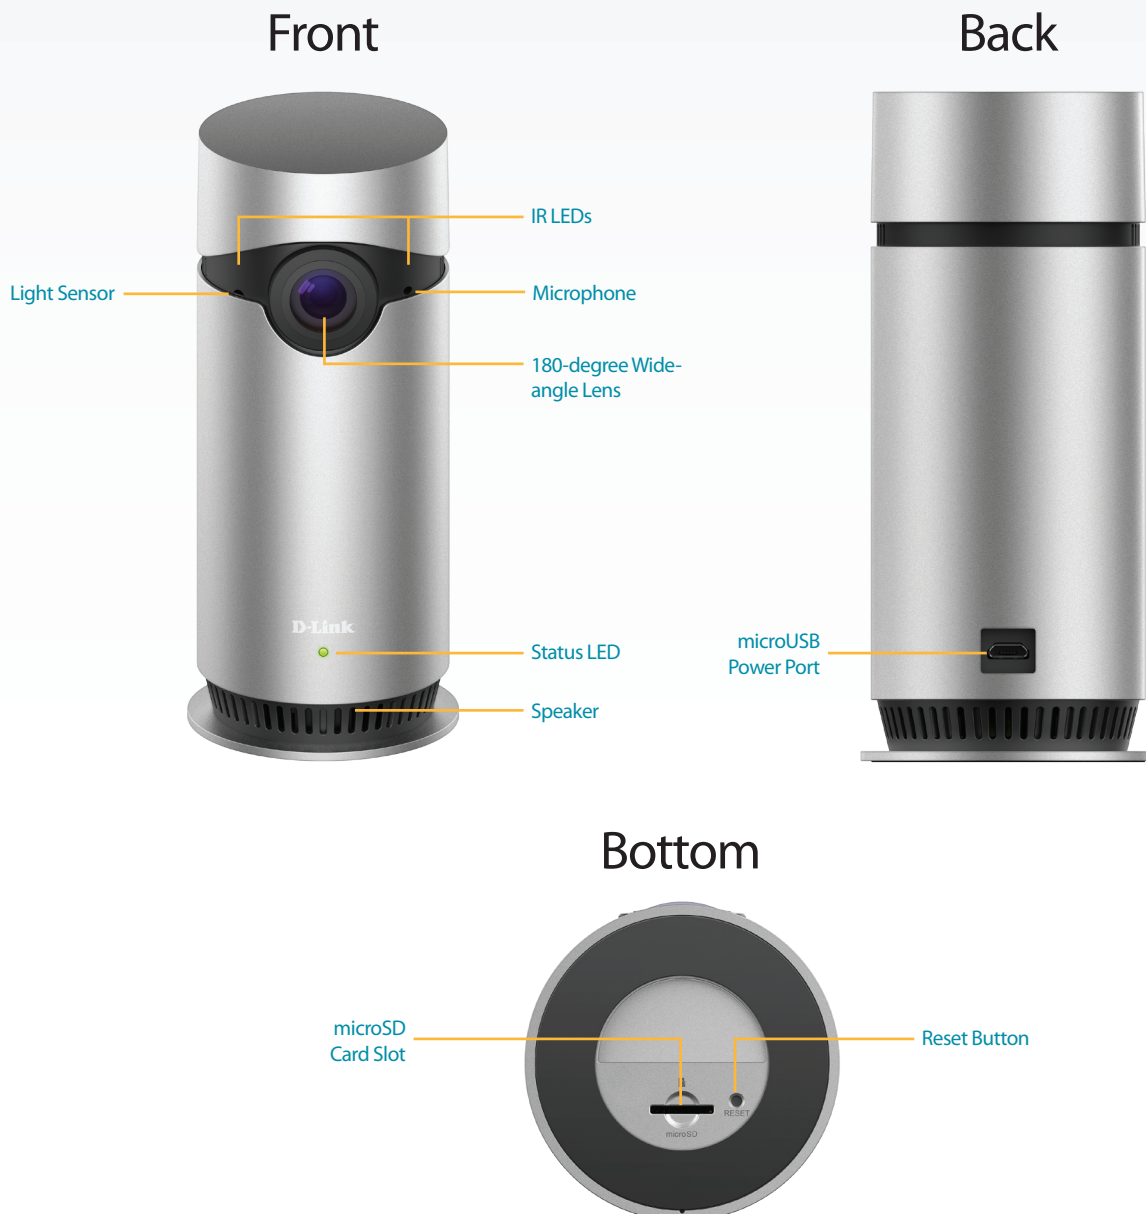 Front
Back
IR LEDs
Light Sensor
Microphone
180-degree Wide-
angle Lens
D-Link
Status LED
microUSB
Power Port
Speaker
Bottom
microSD
Card Slot
Reset Button
RESET
microSD